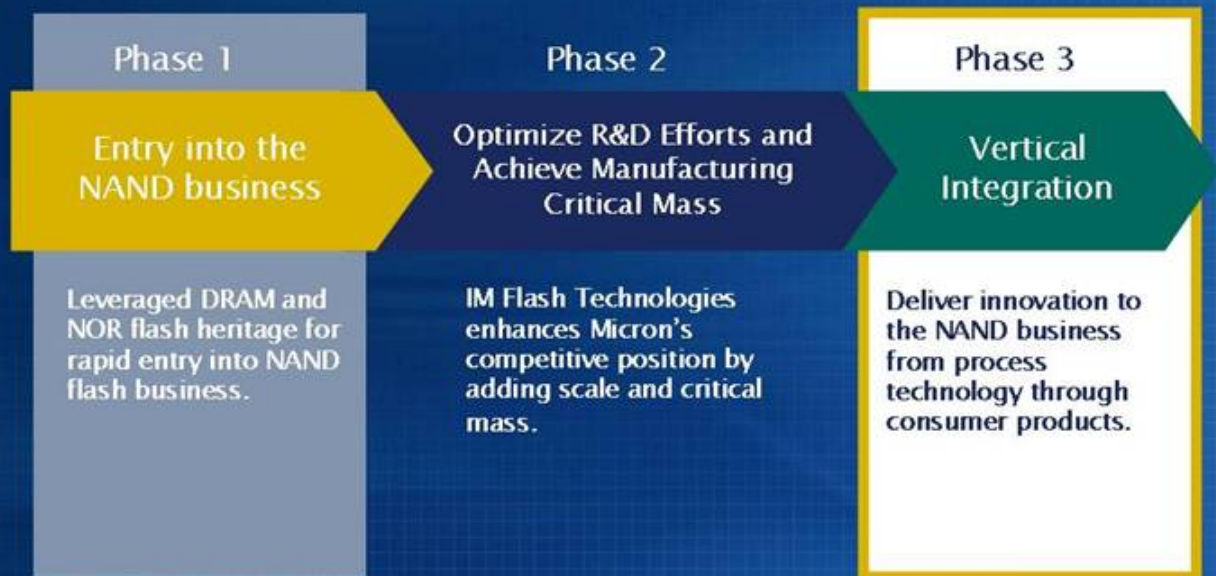 Phase 1
Entry into the
NAND business
Leveraged DRAM and
NOR flash heritage for
rapid entry into NAND
flash business.
Phase 2
Optimize R&D Efforts and
Achieve Manufacturing
Critical Mass
IM Flash Technologies
enhances Micron's
competitive position by
adding scale and critical
mass.
Phase 3
Vertical
Integration
Deliver innovation to
the NAND business
from process
technology through
consumer products.